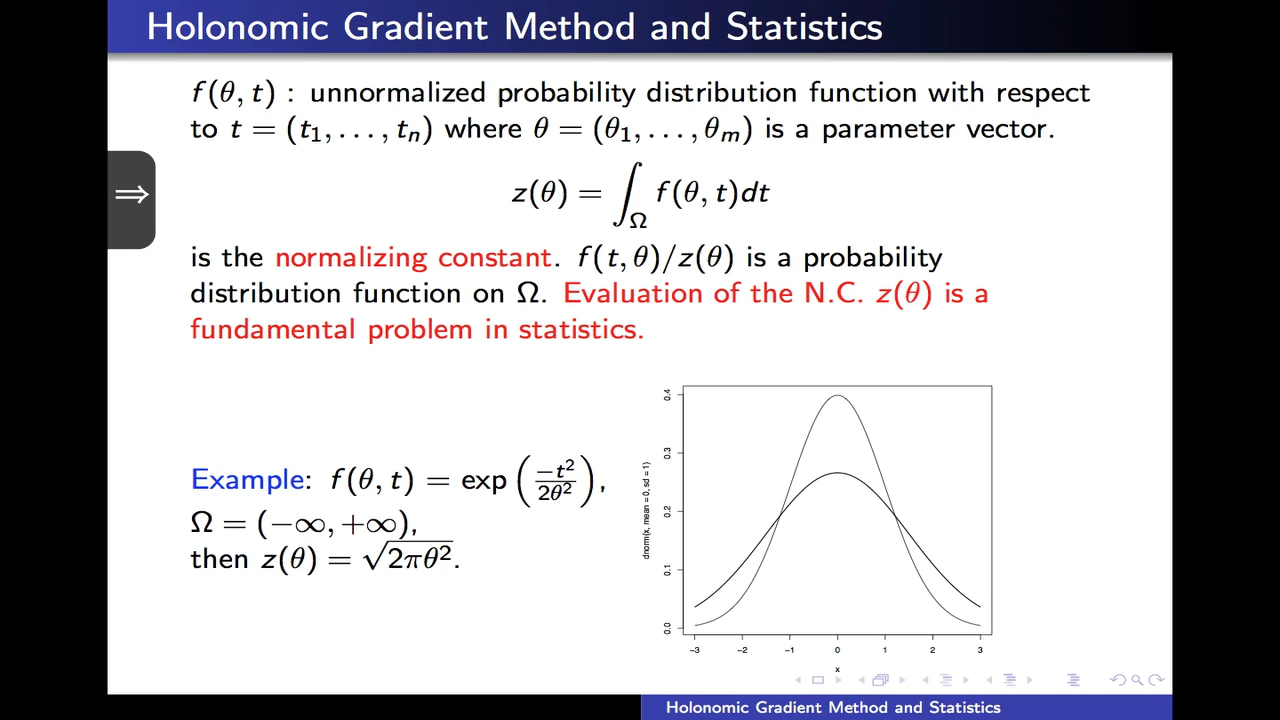 Holonomic Gradient Method and Statistics
f(θ, t) : unnormalized probability distribution function with respect
to t = (t₁, . . . , tₙ) where θ = (θ₁, . . . , θₘ) is a parameter vector.
⇒
z(θ) = ∫_Ω f(θ, t)dt
is the normalizing constant. f(t, θ)/z(θ) is a probability
distribution function on Ω. Evaluation of the N.C. z(θ) is a
fundamental problem in statistics.
Example: f(θ, t) = exp(−t²/2θ²),
Ω = (−∞, +∞),
then z(θ) = √(2πθ²).
dnorm(x, mean = 0, sd = 1)
0.4
0.3
0.2
0.1
0.0
−3 −2 −1 0 1 2 3
x
Holonomic Gradient Method and Statistics